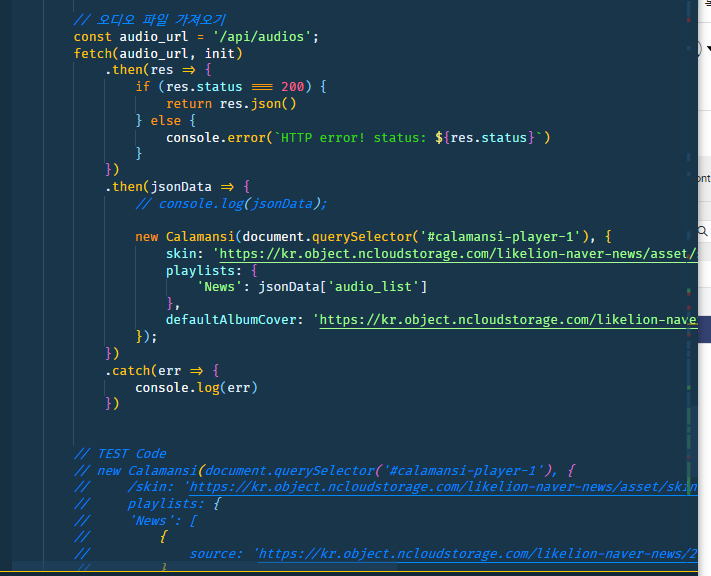 // 오디오 파일 가져오기
const audio_url = '/api/audios';
fetch(audio_url, init)
.then(res => {
if (res.status === 200) {
return res.json()
} else {
console.error(`HTTP error! status: ${res.status}`)
}
})
.then(jsonData => {
// console.log(jsonData);
new Calamansi(document.querySelector('#calamansi-player-1'), {
skin: 'https://kr.object.ncloudstorage.com/likelion-naver-news/asset/
playlists: {
'News': jsonData['audio_list']
},
defaultAlbumCover: 'https://kr.object.ncloudstorage.com/likelion-nave
});
})
.catch(err => {
console.log(err)
})
// TEST Code
// new Calamansi(document.querySelector('#calamansi-player-1'), {
// /skin: 'https://kr.object.ncloudstorage.com/likelion-naver-news/asset/skin
// playlists: {
// 'News': [
// {
// source: 'https://kr.object.ncloudstorage.com/likelion-naver-news/2
ont